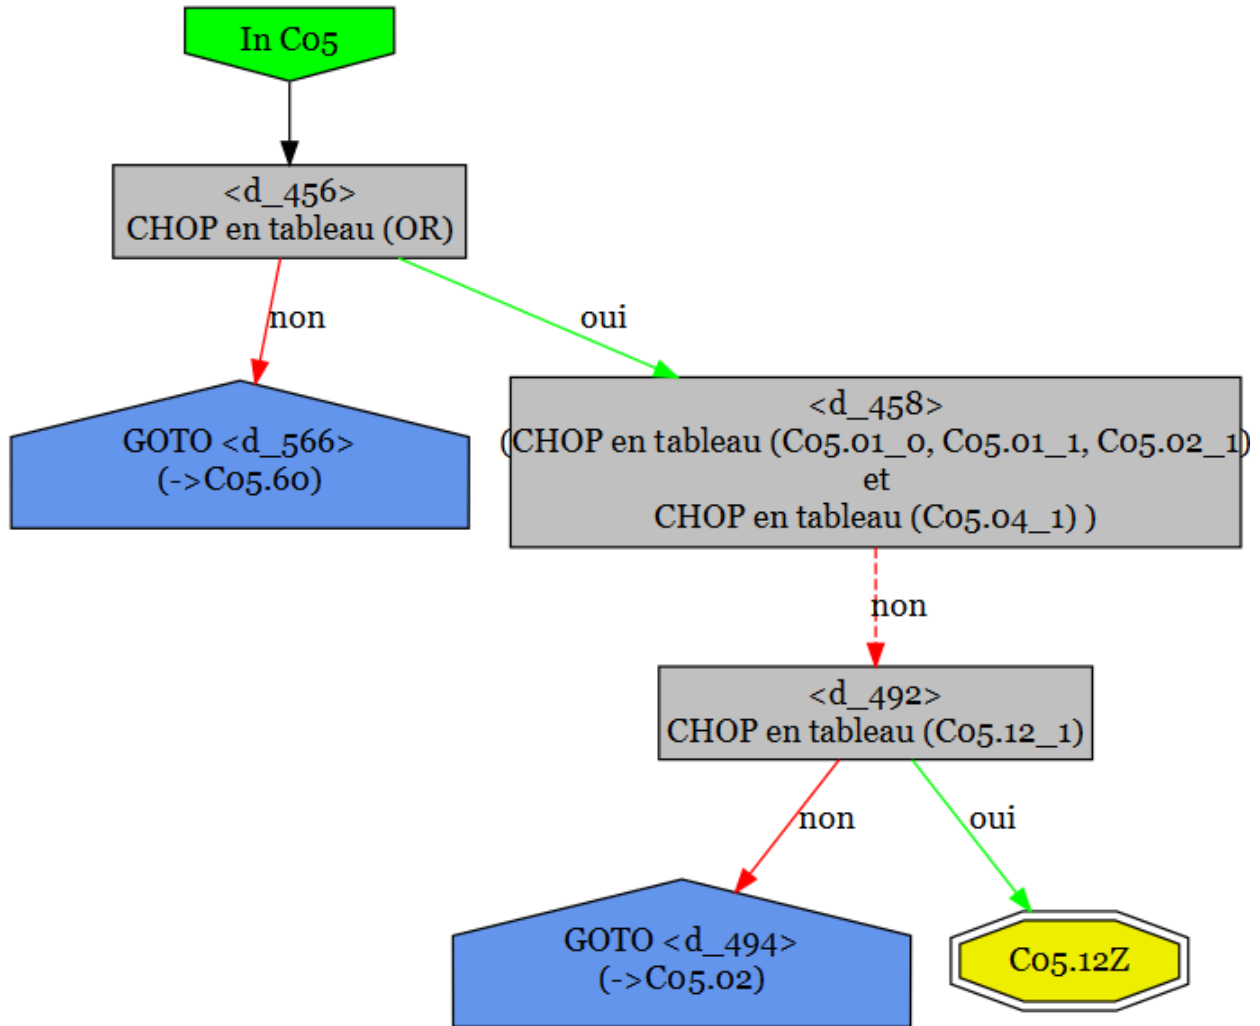 In C05
<d_456>
CHOP en tableau (OR)
non
oui
GOTO <d_566>
(->C05.60)
<d_458>
(CHOP en tableau (C05.01_0, C05.01_1, C05.02_1)
et
CHOP en tableau (C05.04_1) )
non
<d_492>
CHOP en tableau (C05.12_1)
non
oui
GOTO <d_494>
(->C05.02)
C05.12Z